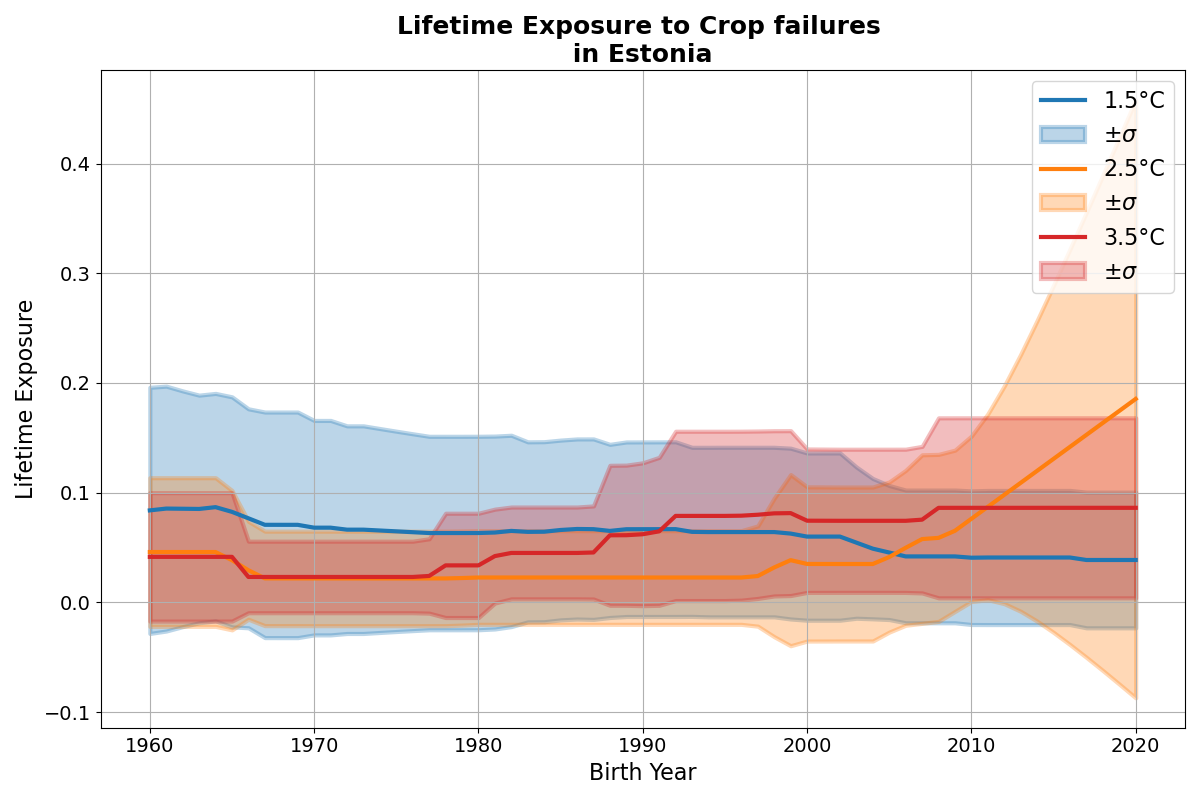 Lifetime Exposure to Crop failures
in Estonia
Lifetime Exposure
0.4
0.3
0.2
0.1
0.0
−0.1
1960
1970
1980
1990
2000
2010
2020
Birth Year
1.5°C
±σ
2.5°C
±σ
3.5°C
±σ